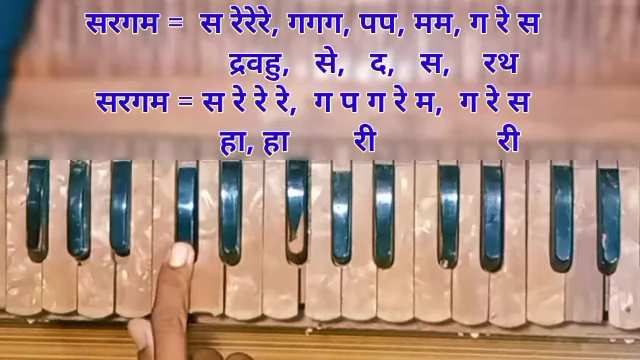 सरगम = स रेरेरे, गगग, पप, मम, ग रे स
द्रवहु, से, द, स, रथ
सरगम = स रे रे रे, ग प ग रे म, ग रे स
हा, हा री री